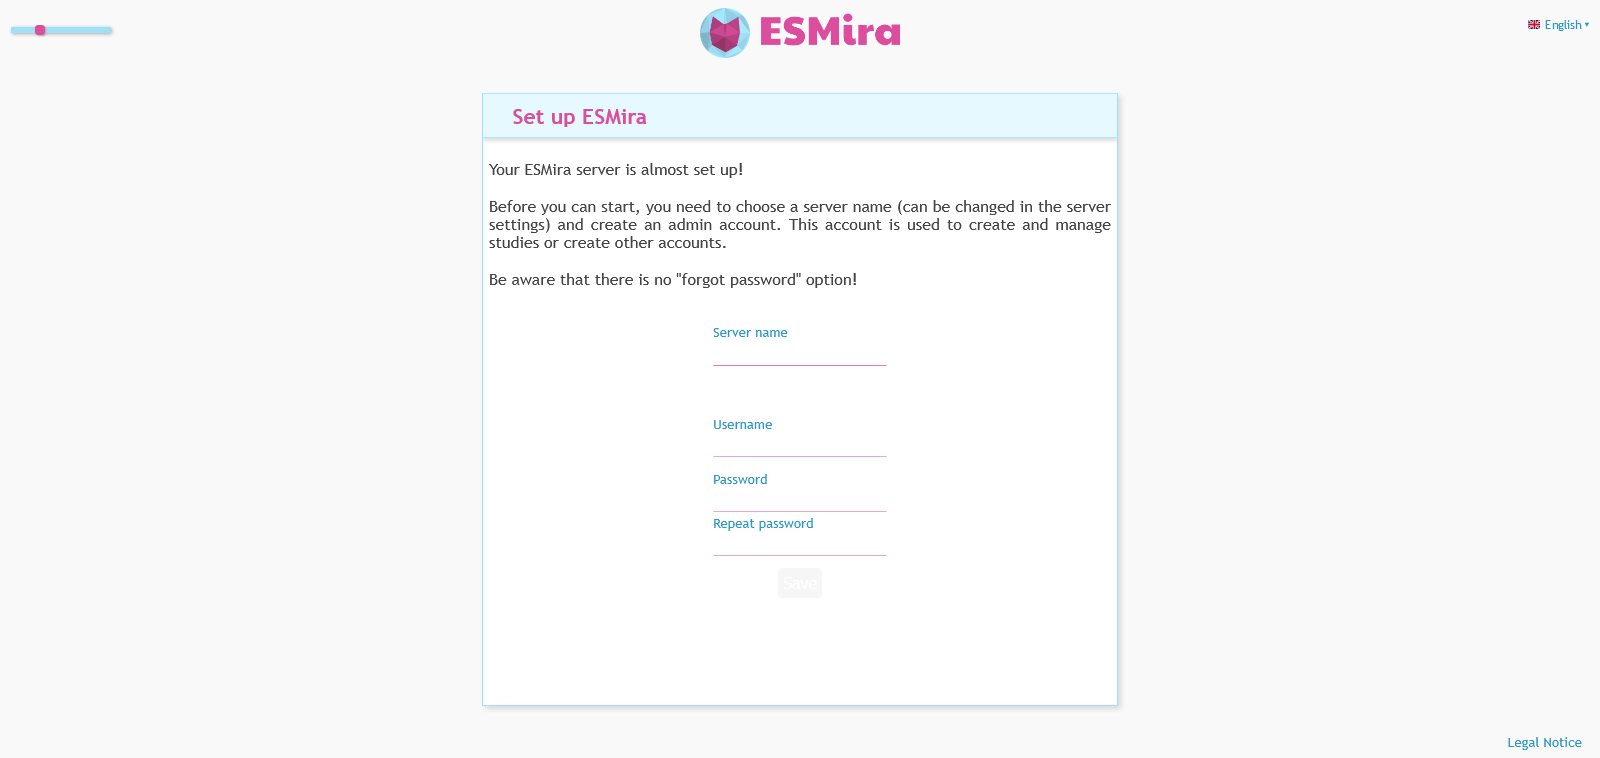 ESMira
English ▾
Set up ESMira
Your ESMira server is almost set up!
Before you can start, you need to choose a server name (can be changed in the server
settings) and create an admin account. This account is used to create and manage
studies or create other accounts.
Be aware that there is no "forgot password" option!
Server name
Username
Password
Repeat password
Save
Legal Notice